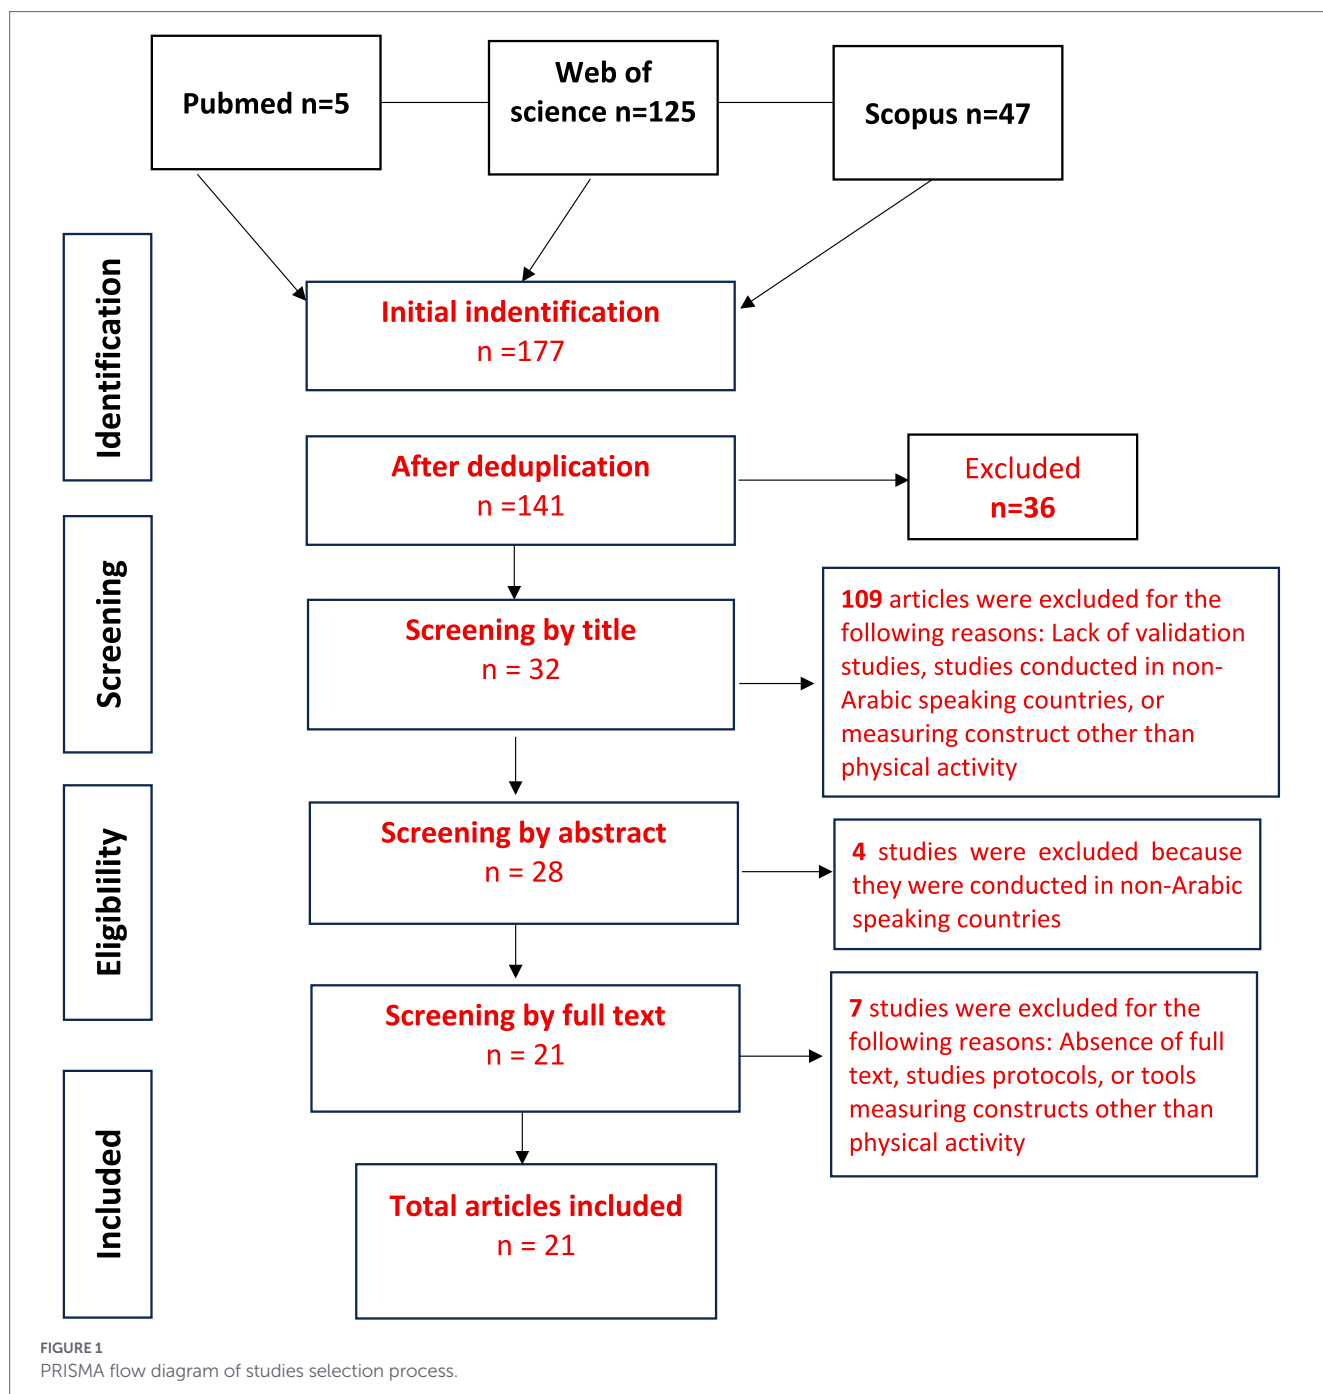 Pubmed n=5
Web of
science n=125
Scopus n=47
Identification
Initial indentification
n =177
After deduplication
n =141
Excluded
n=36
Screening
Screening by title
n = 32
109 articles were excluded for the
following reasons: Lack of validation
studies, studies conducted in non-
Arabic speaking countries, or
measuring construct other than
physical activity
Eligiblility
Screening by abstract
n = 28
4 studies were excluded because
they were conducted in non-Arabic
speaking countries
Screening by full text
n = 21
7 studies were excluded for the
following reasons: Absence of full
text, studies protocols, or tools
measuring constructs other than
physical activity
Included
Total articles included
n = 21
FIGURE 1
PRISMA flow diagram of studies selection process.